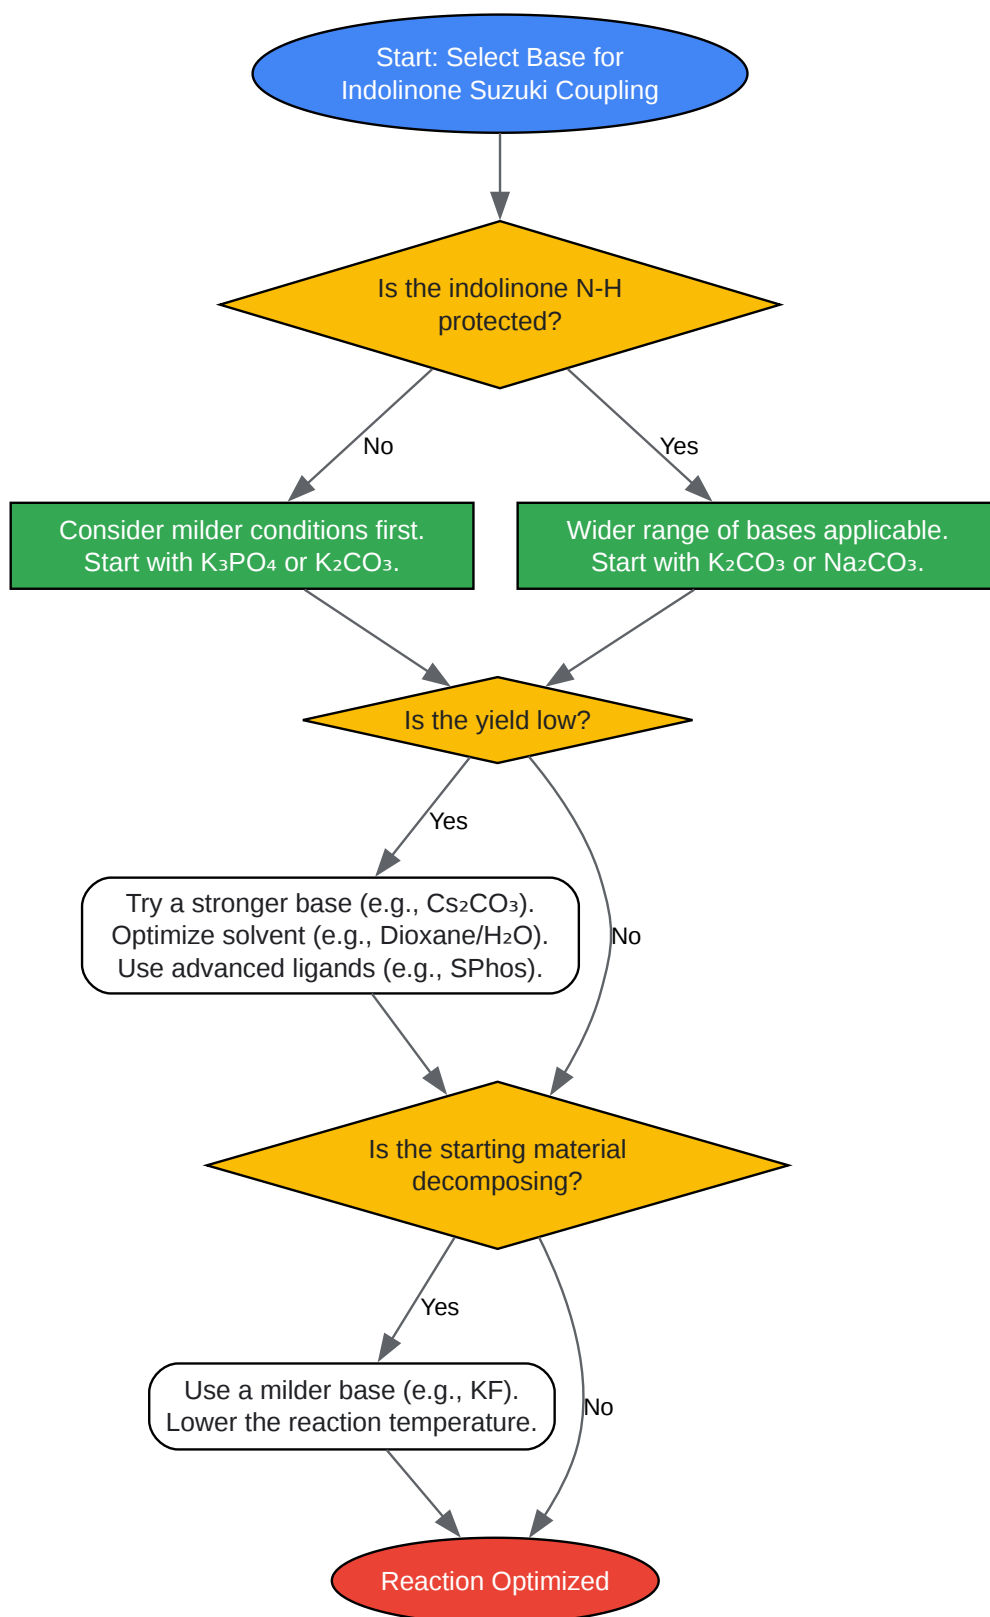 Start: Select Base for
Indolinone Suzuki Coupling
Is the indolinone N-H
protected?
No
Yes
Consider milder conditions first.
Start with K₃PO₄ or K₂CO₃.
Wider range of bases applicable.
Start with K₂CO₃ or Na₂CO₃.
Is the yield low?
Yes
Try a stronger base (e.g., Cs₂CO₃).
Optimize solvent (e.g., Dioxane/H₂O).
Use advanced ligands (e.g., SPhos).
No
Is the starting material
decomposing?
Yes
Use a milder base (e.g., KF).
Lower the reaction temperature.
No
Reaction Optimized